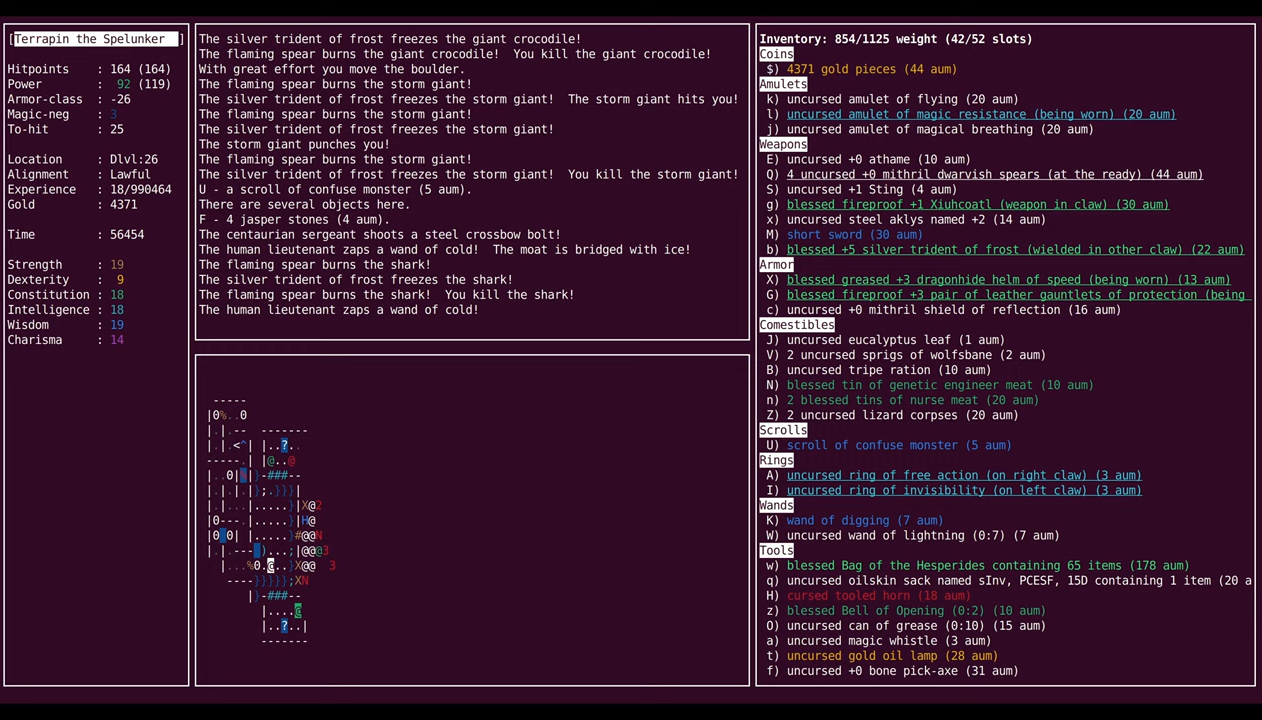 [Terrapin the Spelunker ]
Hitpoints : 164 (164)
Power : 92 (119)
Armor-class : -26
Magic-neg : 3
To-hit : 25
Location : Dlvl:26
Alignment : Lawful
Experience : 18/990464
Gold : 4371
Time : 56454
Strength : 19
Dexterity : 9
Constitution : 18
Intelligence : 18
Wisdom : 19
Charisma : 14
The silver trident of frost freezes the giant crocodile!
The flaming spear burns the giant crocodile!  You kill the giant crocodile!
With great effort you move the boulder.
The flaming spear burns the storm giant!
The silver trident of frost freezes the storm giant!  The storm giant hits you!
The flaming spear burns the storm giant!
The silver trident of frost freezes the storm giant!
The storm giant punches you!
The flaming spear burns the storm giant!
The silver trident of frost freezes the storm giant!  You kill the storm giant!
U - a scroll of confuse monster (5 aum).
There are several objects here.
F - 4 jasper stones (4 aum).
The centaurian sergeant shoots a steel crossbow bolt!
The human lieutenant zaps a wand of cold!  The moat is bridged with ice!
The flaming spear burns the shark!
The silver trident of frost freezes the shark!
The flaming spear burns the shark!  You kill the shark!
The human lieutenant zaps a wand of cold!
Inventory: 854/1125 weight (42/52 slots)
Coins
$) 4371 gold pieces (44 aum)
Amulets
k) uncursed amulet of flying (20 aum)
l) uncursed amulet of magic resistance (being worn) (20 aum)
j) uncursed amulet of magical breathing (20 aum)
Weapons
E) uncursed +0 athame (10 aum)
Q) 4 uncursed +0 mithril dwarvish spears (at the ready) (44 aum)
S) uncursed +1 Sting (4 aum)
g) blessed fireproof +1 Xiuhcoatl (weapon in claw) (30 aum)
x) uncursed steel aklys named +2 (14 aum)
M) short sword (30 aum)
b) blessed +5 silver trident of frost (wielded in other claw) (22 aum)
Armor
X) blessed greased +3 dragonhide helm of speed (being worn) (13 aum)
G) blessed fireproof +3 pair of leather gauntlets of protection (being
c) uncursed +0 mithril shield of reflection (16 aum)
Comestibles
J) uncursed eucalyptus leaf (1 aum)
V) 2 uncursed sprigs of wolfsbane (2 aum)
B) uncursed tripe ration (10 aum)
N) blessed tin of genetic engineer meat (10 aum)
n) 2 blessed tins of nurse meat (20 aum)
Z) 2 uncursed lizard corpses (20 aum)
Scrolls
U) scroll of confuse monster (5 aum)
Rings
A) uncursed ring of free action (on right claw) (3 aum)
I) uncursed ring of invisibility (on left claw) (3 aum)
Wands
K) wand of digging (7 aum)
W) uncursed wand of lightning (0:7) (7 aum)
Tools
w) blessed Bag of the Hesperides containing 65 items (178 aum)
q) uncursed oilskin sack named sInv, PCESF, 15D containing 1 item (20 a
H) cursed tooled horn (18 aum)
z) blessed Bell of Opening (0:2) (10 aum)
O) uncursed can of grease (0:10) (15 aum)
a) uncursed magic whistle (3 aum)
t) uncursed gold oil lamp (28 aum)
f) uncursed +0 bone pick-axe (31 aum)